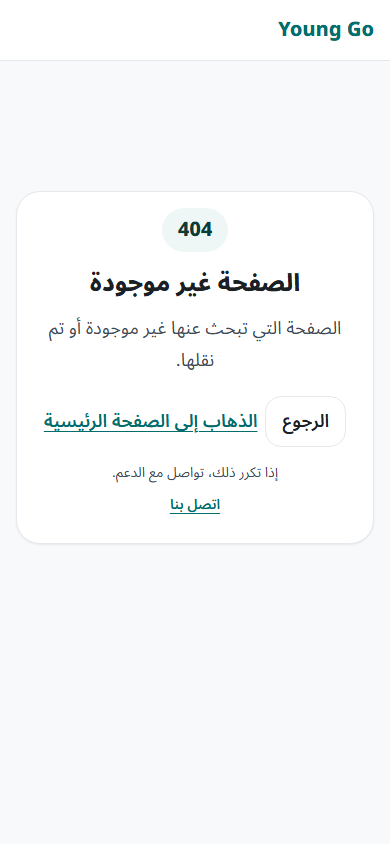 Young Go
404
الصفحة غير موجودة
الصفحة التي تبحث عنها غير موجودة أو تم
نقلها.
الرجوع
الذهاب إلى الصفحة الرئيسية
إذا تكرر ذلك، تواصل مع الدعم.
اتصل بنا